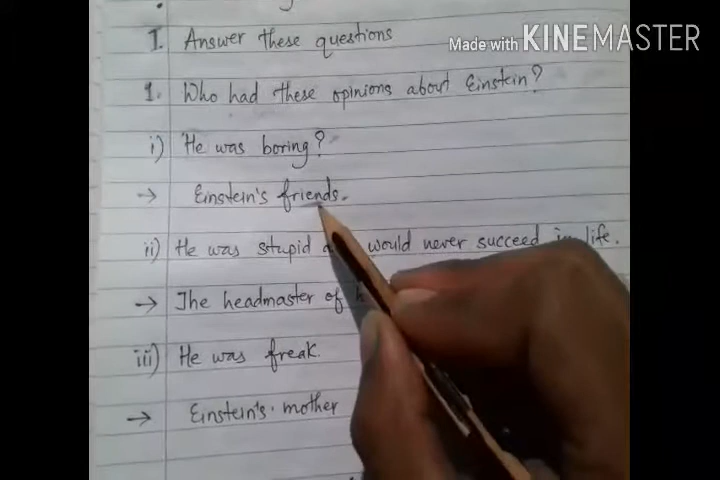 I. Answer these questions
Made with KINEMASTER
1. Who had these opinions about Einstein?
i) He was boring?
→ Einstein's friends.
ii) He was stupid would never succeed in life.
→ The headmaster of
iii) He was freak.
→ Einstein's mother